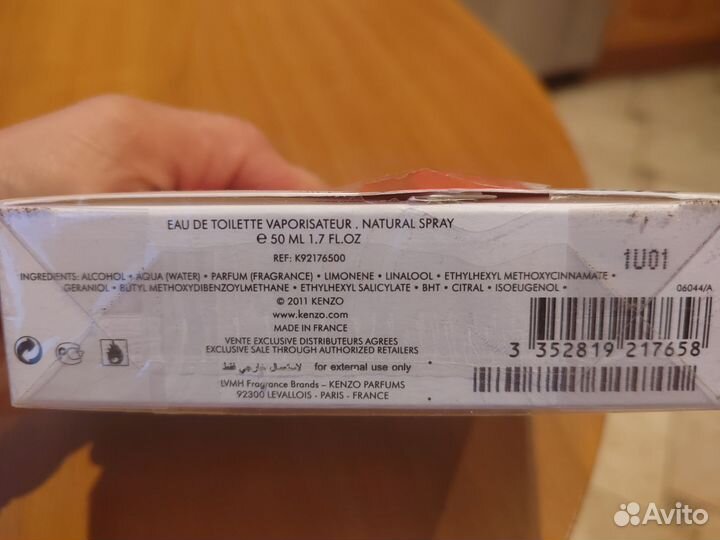 EAU DE TOILETTE VAPORISATEUR . NATURAL SPRAY
℮ 50 ML 1.7 FL.OZ
REF: K92176500
INGREDIENTS: ALCOHOL • AQUA (WATER) • PARFUM (FRAGRANCE) • LIMONENE • LINALOOL • ETHYLHEXYL METHOXYCINNAMATE •
GERANIOL • BUTYL METHOXYDIBENZOYLMETHANE • ETHYLHEXYL SALICYLATE • BHT • CITRAL • ISOEUGENOL •
© 2011 KENZO
www.kenzo.com
MADE IN FRANCE
VENTE EXCLUSIVE DISTRIBUTEURS AGREES
EXCLUSIVE SALE THROUGH AUTHORIZED RETAILERS
لاستعمال خارجي فقط for external use only
LVMH Fragrance Brands – KENZO PARFUMS
92300 LEVALLOIS - PARIS - FRANCE
1U01
06044/A
3 352819 217658
Avito